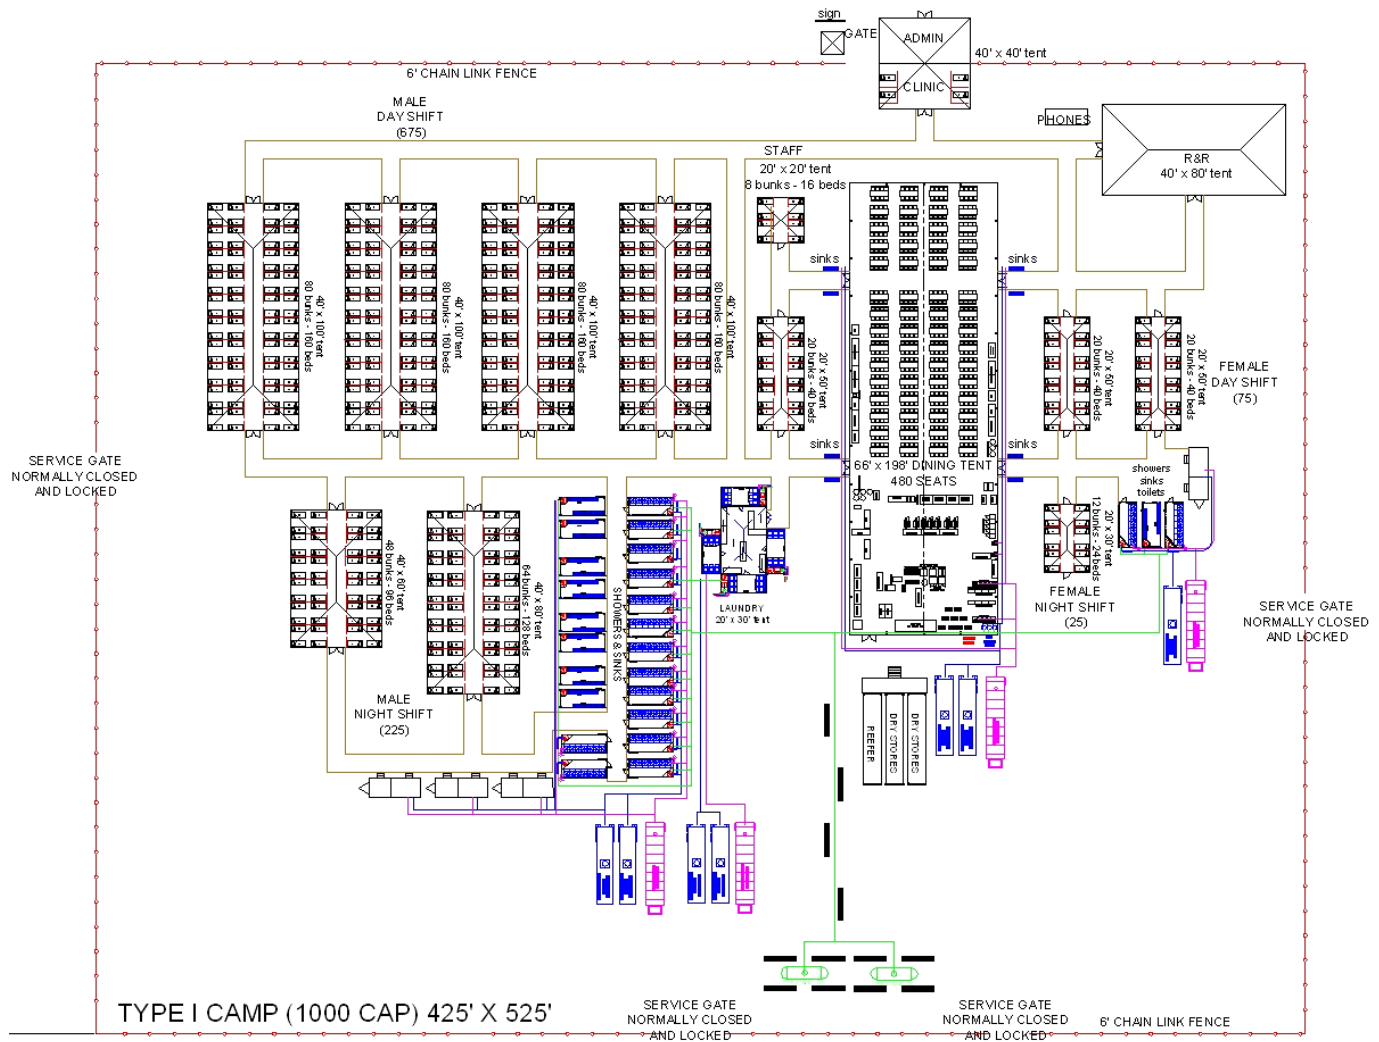 sign
GATE
ADMIN
CLINIC
40' x 40' tent
6' CHAIN LINK FENCE
MALE
DAY SHIFT
(675)
PHONES
R&R
40' x 80' tent
STAFF
20' x 20' tent
8 bunks - 16 beds
sinks
sinks
40' x 100' tent
80 bunks - 160 beds
40' x 100' tent
80 bunks - 160 beds
40' x 100' tent
80 bunks - 160 beds
40' x 100' tent
80 bunks - 160 beds
20' x 50' tent
20 bunks - 40 beds
20' x 50' tent
20 bunks - 40 beds
20' x 50' tent
20 bunks - 40 beds
FEMALE
DAY SHIFT
(75)
sinks
sinks
66' x 198' DINING TENT
480 SEATS
SERVICE GATE
NORMALLY CLOSED
AND LOCKED
showers
sinks
toilets
40' x 60' tent
48 bunks - 96 beds
40' x 80' tent
64 bunks - 128 beds
SHOWERS & SINKS
LAUNDRY
20' x 30' tent
20' x 30' tent
12 bunks - 24 beds
FEMALE
NIGHT SHIFT
(25)
SERVICE GATE
NORMALLY CLOSED
AND LOCKED
MALE
NIGHT SHIFT
(225)
REEFER
DRY STORES
DRY STORES
TYPE I CAMP (1000 CAP) 425' X 525'
SERVICE GATE
NORMALLY CLOSED
AND LOCKED
SERVICE GATE
NORMALLY CLOSED
AND LOCKED
6' CHAIN LINK FENCE